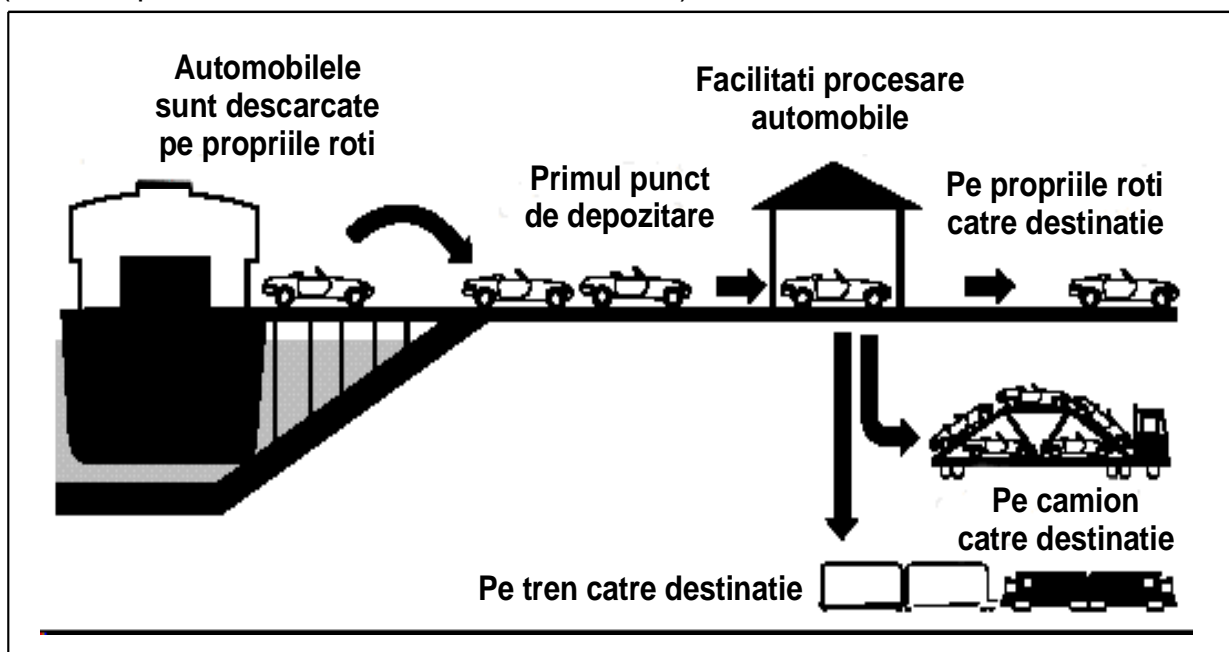 Automobilele
sunt descarcate
pe propriile roti
Facilitati procesare
automobile
Primul punct
de depozitare
Pe propriile roti
catre destinatie
Pe camion
catre destinatie
Pe tren catre destinatie